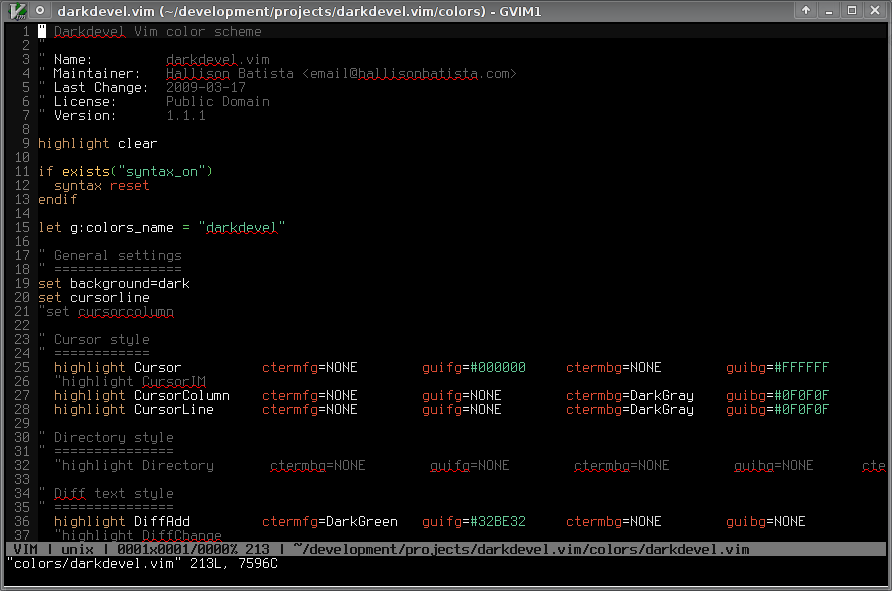 darkdevel.vim (~/development/projects/darkdevel.vim/colors) - GVIM1
1 " Darkdevel Vim color scheme
2 "
3 " Name:         darkdevel.vim
4 " Maintainer:   Hallison Batista <email@hallisonbatista.com>
5 " Last Change:  2009-03-17
6 " License:      Public Domain
7 " Version:      1.1.1
8
9 highlight clear
10
11 if exists("syntax_on")
12   syntax reset
13 endif
14
15 let g:colors_name = "darkdevel"
16
17 " General settings
18 " ================
19 set background=dark
20 set cursorline
21 "set cursorcolumn
22
23 " Cursor style
24 " ============
25   highlight Cursor          ctermfg=NONE        guifg=#000000     ctermbg=NONE        guibg=#FFFFFF
26   "highlight CursorIM
27   highlight CursorColumn    ctermfg=NONE        guifg=NONE        ctermbg=DarkGray    guibg=#0F0F0F
28   highlight CursorLine      ctermfg=NONE        guifg=NONE        ctermbg=DarkGray    guibg=#0F0F0F
29
30 " Directory style
31 " ===============
32   "highlight Directory       ctermbg=NONE        guifg=NONE        ctermbg=NONE        guibg=NONE        cte
33
34 " Diff text style
35 " ===============
36   highlight DiffAdd         ctermfg=DarkGreen   guifg=#32BE32     ctermbg=NONE        guibg=NONE
37   "highlight DiffChange
VIM | unix | 0001x0001/0000% 213 | ~/development/projects/darkdevel.vim/colors/darkdevel.vim
"colors/darkdevel.vim" 213L, 7596C